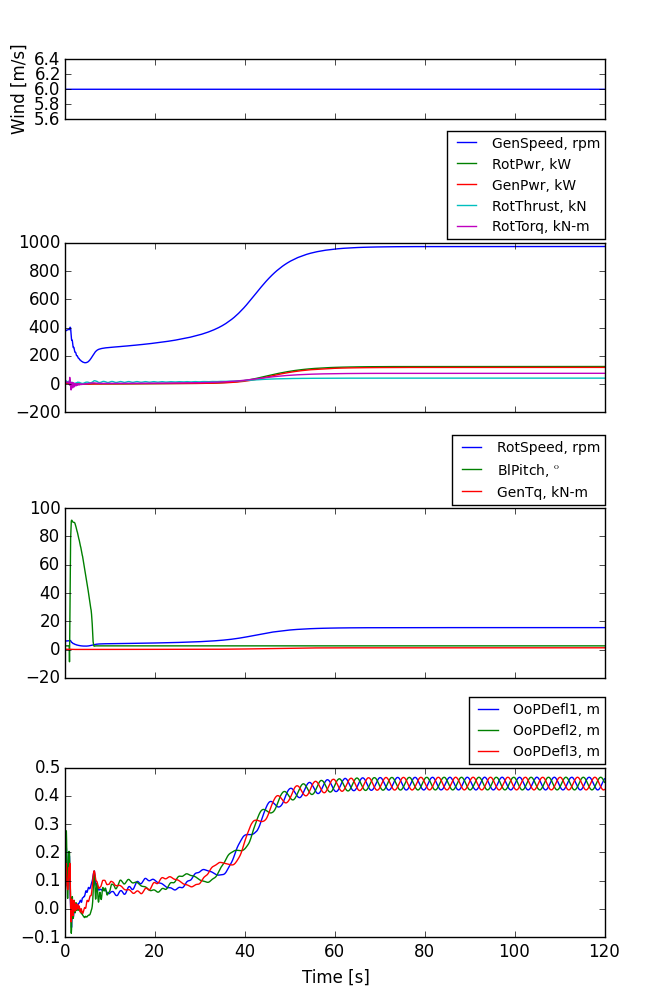 Wind [m/s]
6.4
6.2
6.0
5.8
5.6
GenSpeed, rpm
RotPwr, kW
GenPwr, kW
RotThrust, kN
RotTorq, kN-m
1000
800
600
400
200
0
−200
RotSpeed, rpm
BlPitch, °
GenTq, kN-m
100
80
60
40
20
0
−20
OoPDefl1, m
OoPDefl2, m
OoPDefl3, m
0.5
0.4
0.3
0.2
0.1
0.0
−0.1
0 20 40 60 80 100 120
Time [s]